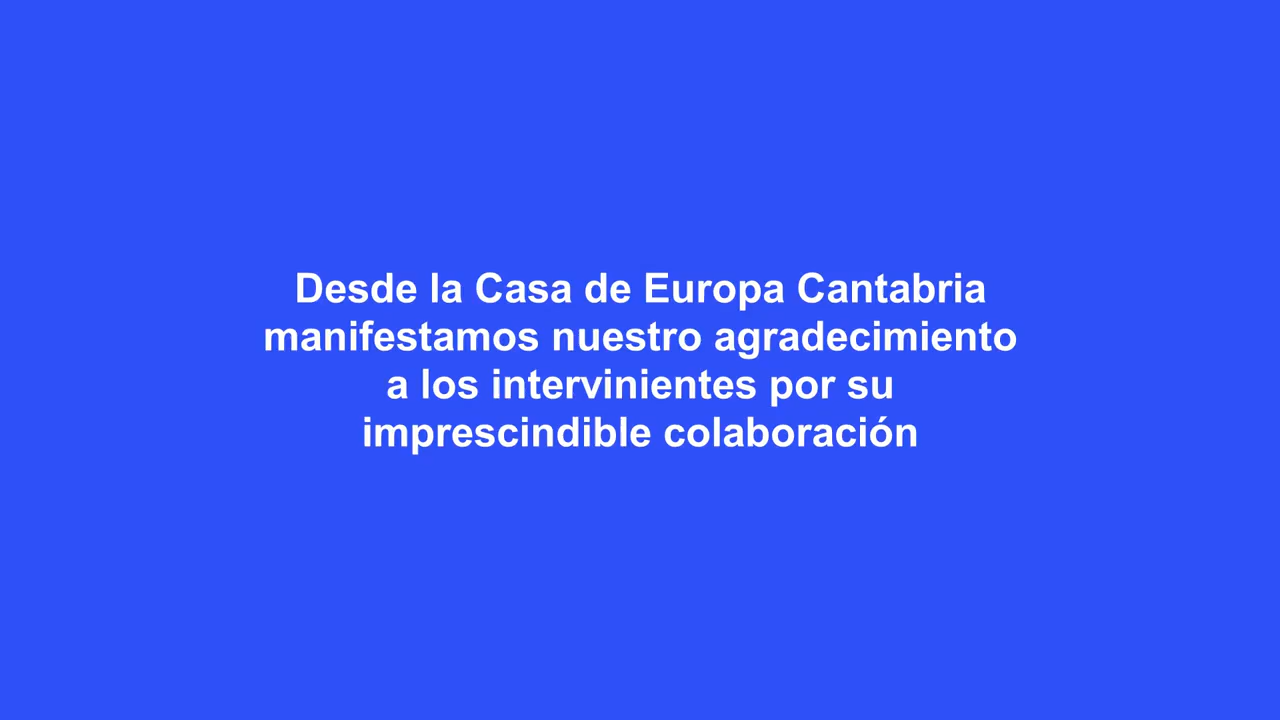 Desde la Casa de Europa Cantabria
manifestamos nuestro agradecimiento
a los intervinientes por su
imprescindible colaboración